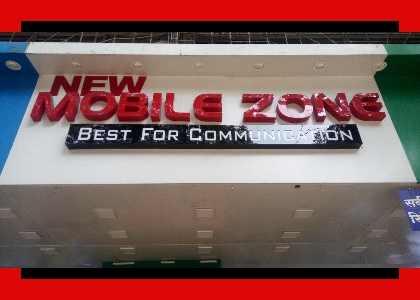 NEW
MOBILE ZONE
BEST FOR COMMUNICATION